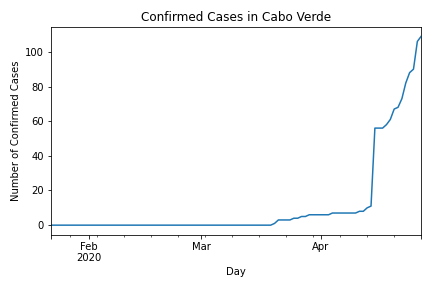 Confirmed Cases in Cabo Verde
Number of Confirmed Cases
100
80
60
40
20
0
Feb
2020
Mar
Apr
Day